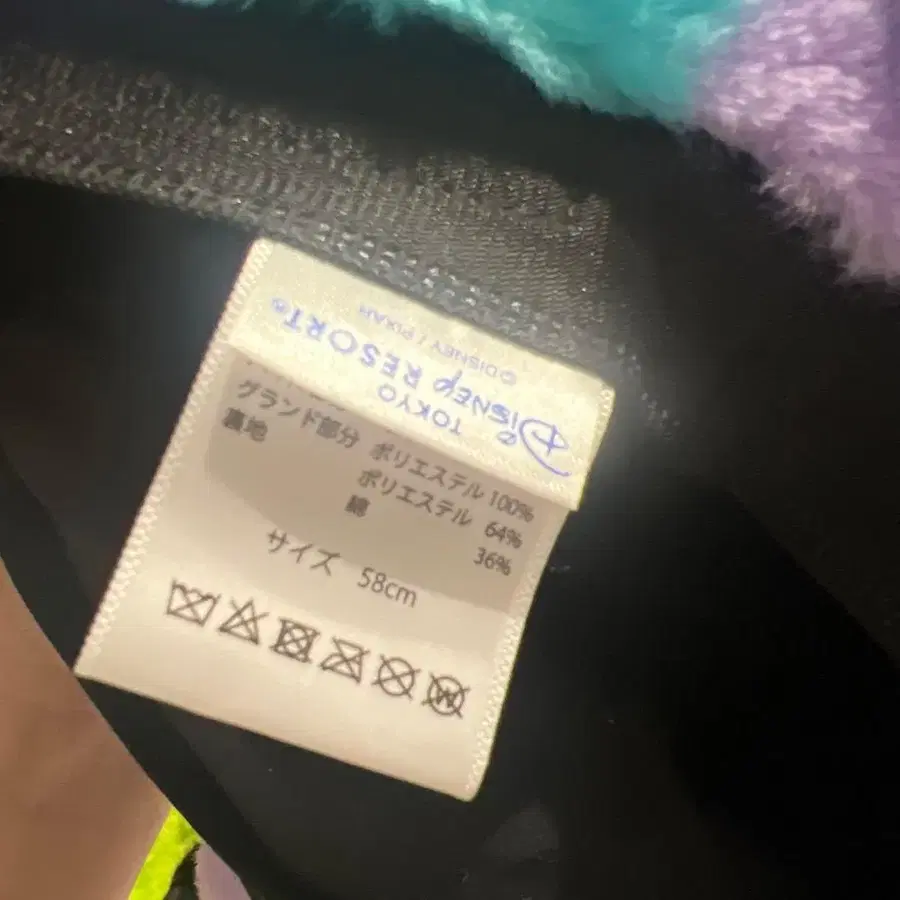 TOKYO
DISNEY RESORT®
©DISNEY / PIXAR
グランド部分 ポリエステル 100%
裏地 ポリエステル 64%
綿 36%
サイズ 58cm